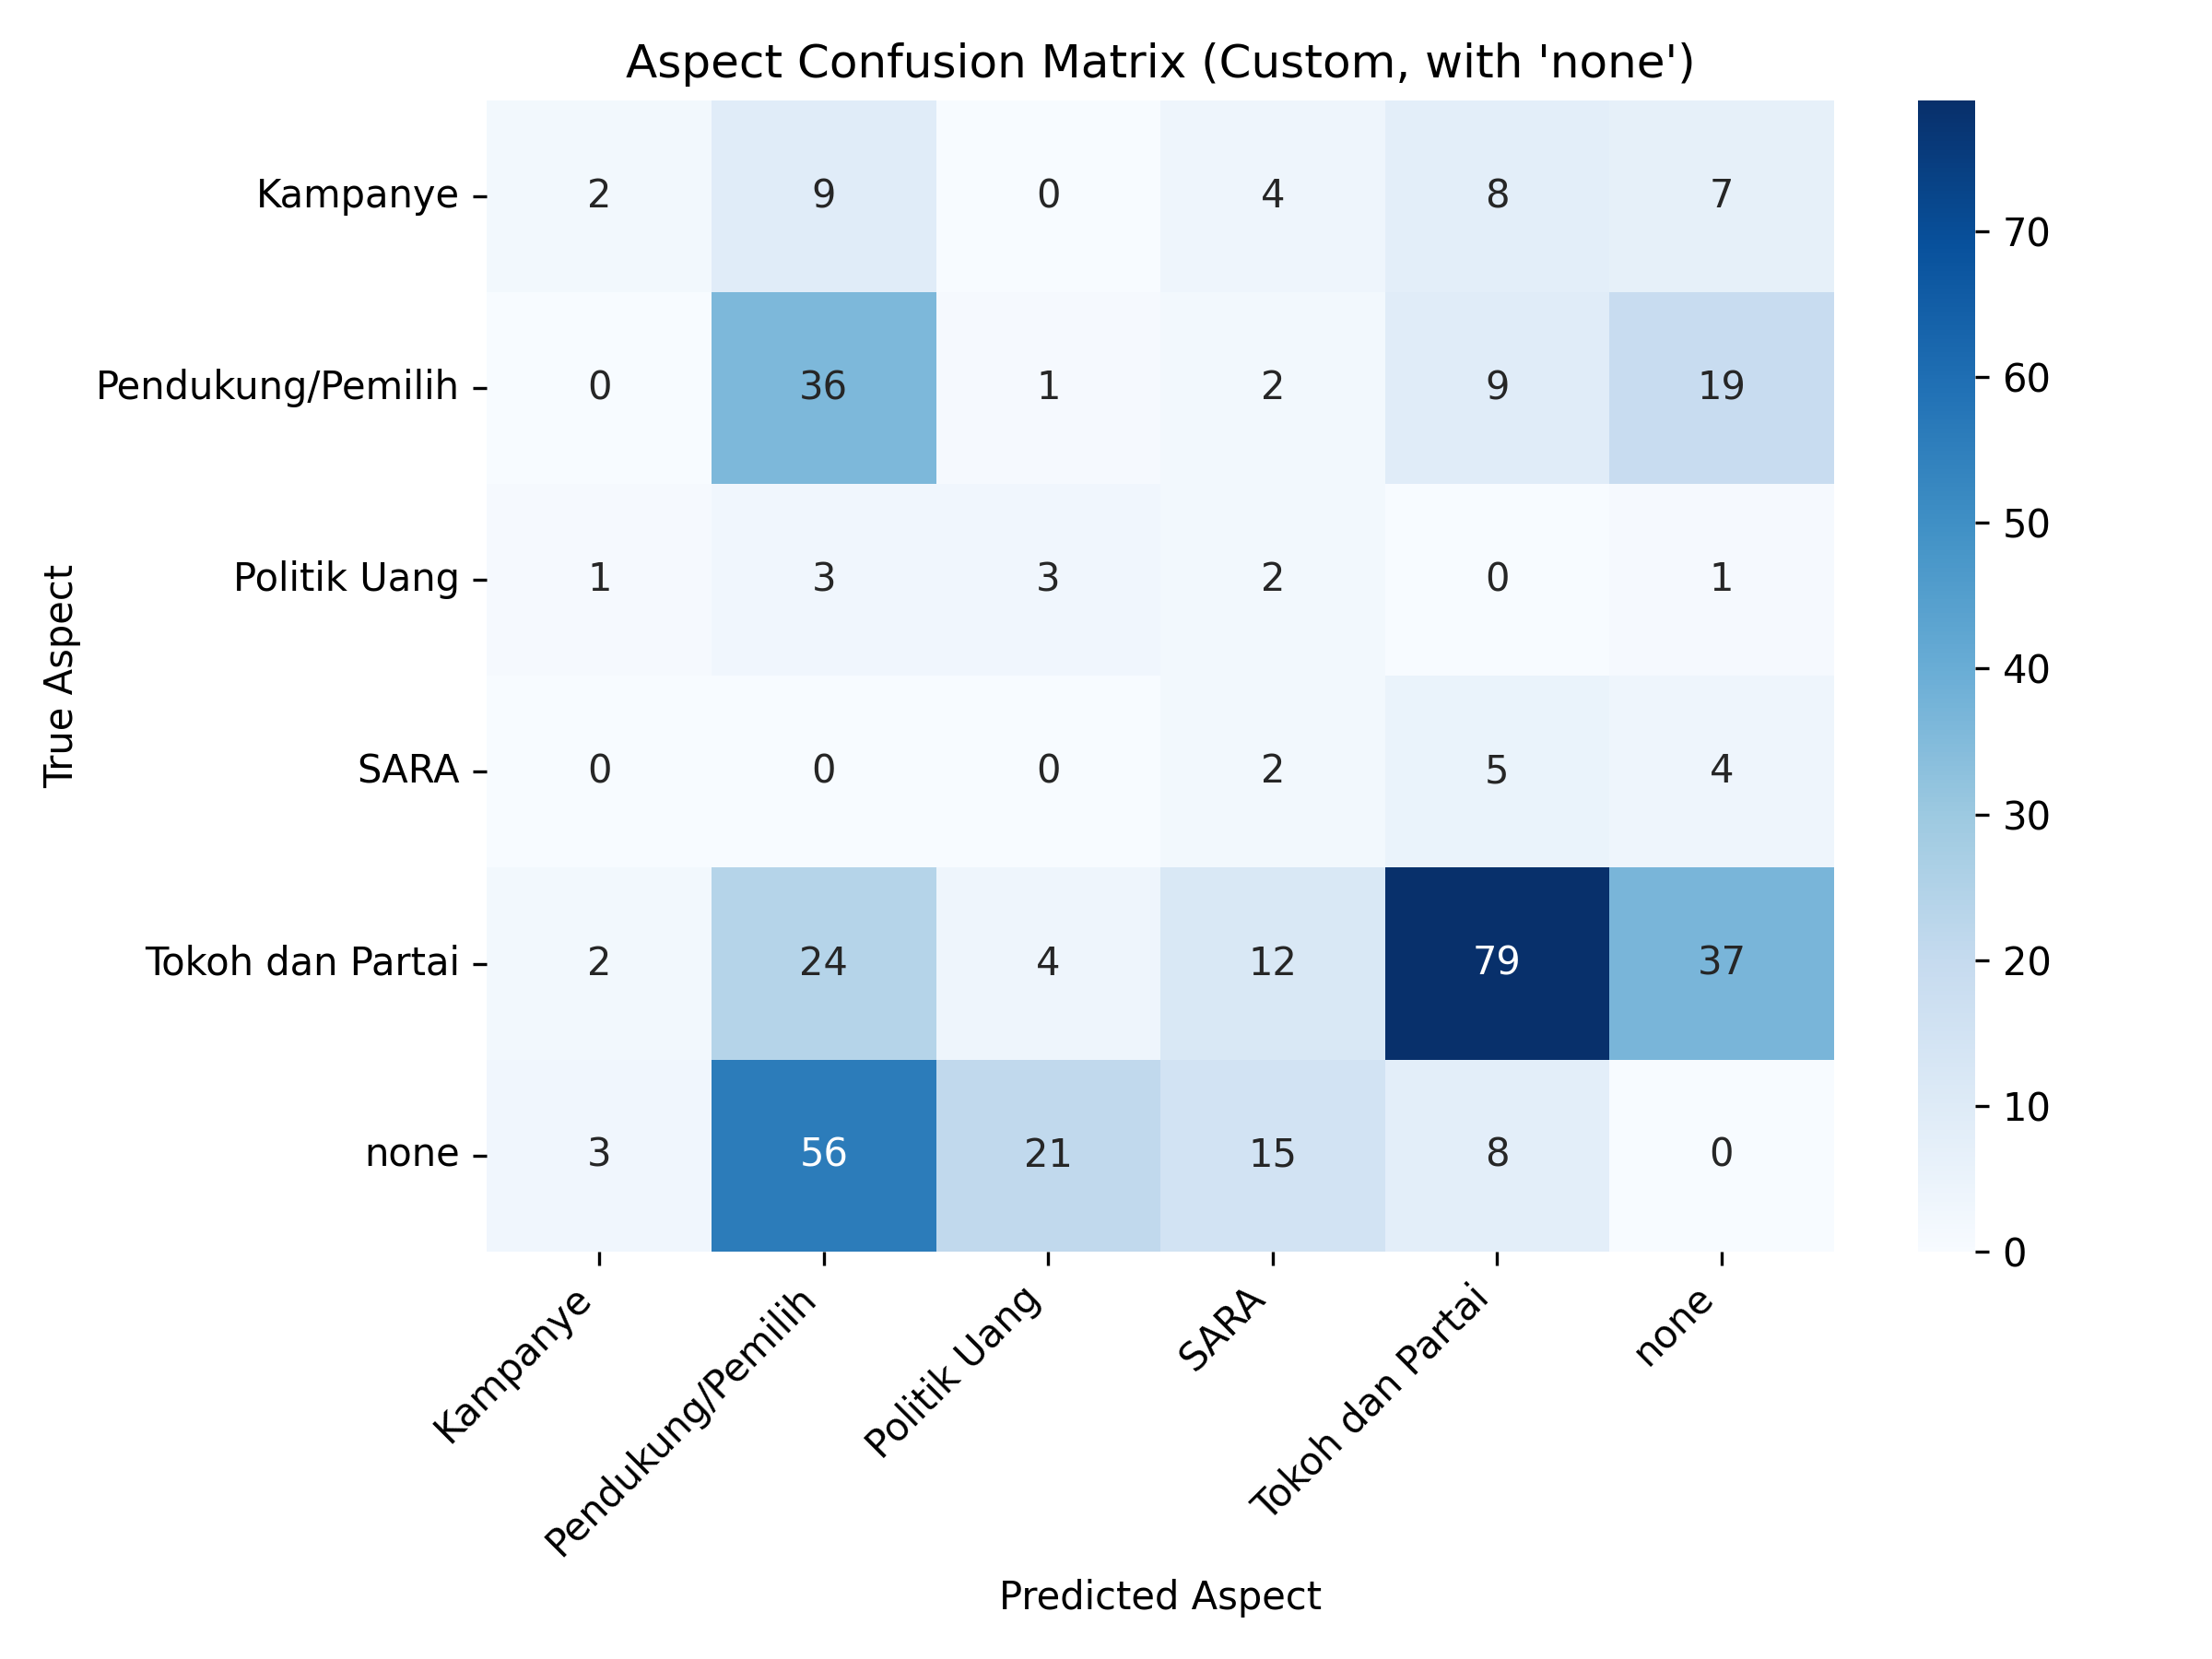 Aspect Confusion Matrix (Custom, with 'none')
True Aspect
Kampanye 2 9 0 4 8 7
Pendukung/Pemilih 0 36 1 2 9 19
Politik Uang 1 3 3 2 0 1
SARA 0 0 0 2 5 4
Tokoh dan Partai 2 24 4 12 79 37
none 3 56 21 15 8 0
Kampanye
Pendukung/Pemilih
Politik Uang
SARA
Tokoh dan Partai
none
Predicted Aspect
70
60
50
40
30
20
10
0